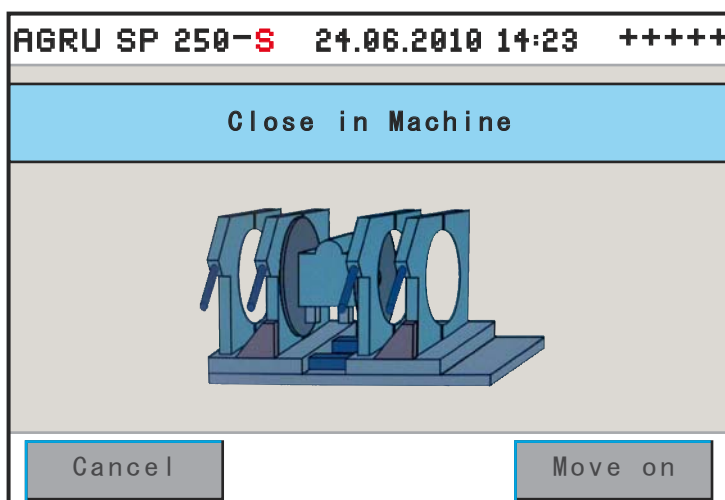 AGRU SP 250-S 24.06.2010 14:23 +++++
Close in Machine
Cancel
Move on